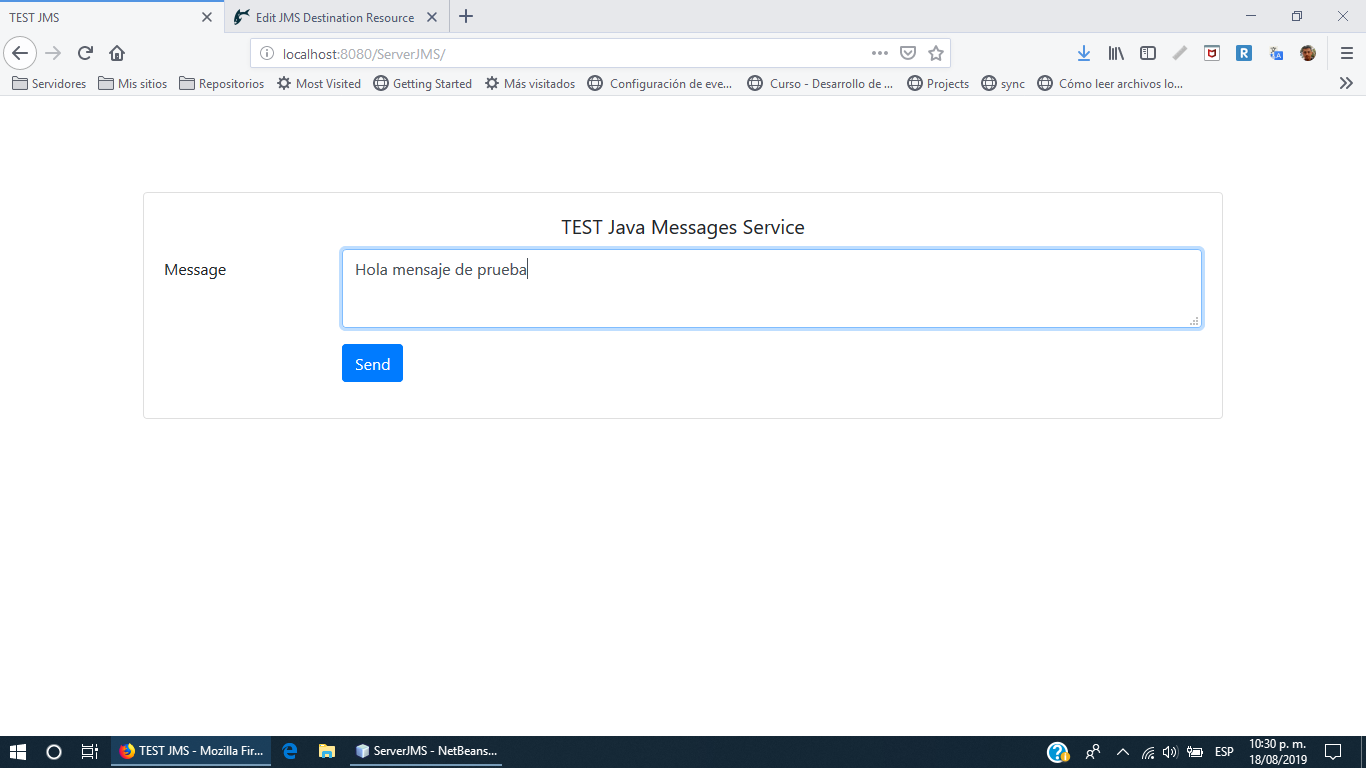 TEST JMS
Edit JMS Destination Resource
localhost:8080/ServerJMS/
Servidores Mis sitios Repositorios Most Visited Getting Started Más visitados Configuración de eve... Curso - Desarrollo de ... Projects sync Cómo leer archivos lo...
TEST Java Messages Service
Message
Hola mensaje de prueba
Send
TEST JMS - Mozilla Fir...
ServerJMS - NetBeans...
ESP
10:30 p. m.
18/08/2019